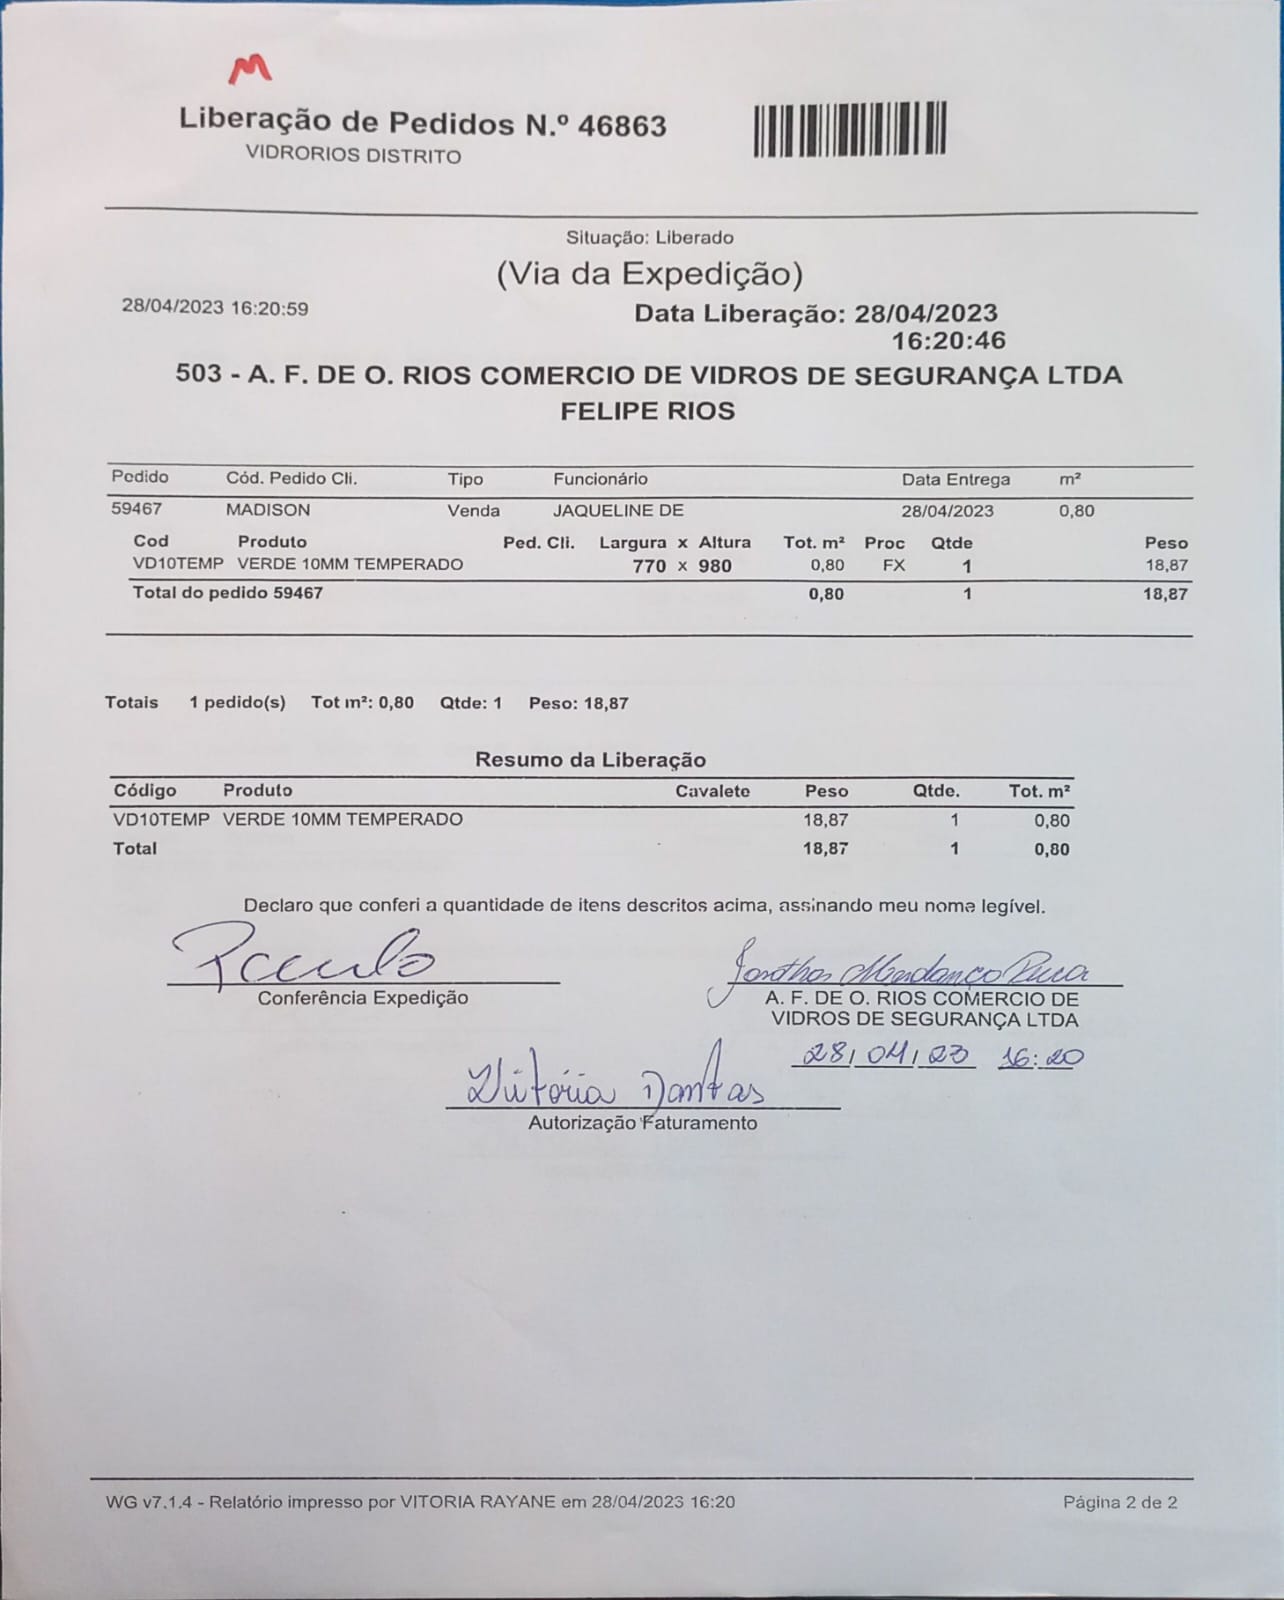 M
Liberação de Pedidos N.º 46863
VIDRORIOS DISTRITO
Situação: Liberado
(Via da Expedição)
28/04/2023 16:20:59
Data Liberação: 28/04/2023
16:20:46
503 - A. F. DE O. RIOS COMERCIO DE VIDROS DE SEGURANÇA LTDA
FELIPE RIOS
Pedido Cód. Pedido Cli. Tipo Funcionário Data Entrega m²
59467 MADISON Venda JAQUELINE DE 28/04/2023 0,80
Cod Produto Ped. Cli. Largura x Altura Tot. m² Proc Qtde Peso
VD10TEMP VERDE 10MM TEMPERADO 770 x 980 0,80 FX 1 18,87
Total do pedido 59467 0,80 1 18,87
Totais 1 pedido(s) Tot m²: 0,80 Qtde: 1 Peso: 18,87
Resumo da Liberação
Código Produto Cavalete Peso Qtde. Tot. m²
VD10TEMP VERDE 10MM TEMPERADO 18,87 1 0,80
Total 18,87 1 0,80
Declaro que conferi a quantidade de itens descritos acima, assinando meu nome legível.
Conferência Expedição
A. F. DE O. RIOS COMERCIO DE
VIDROS DE SEGURANÇA LTDA
28/04/23 16:20
Vitória Dantas
Autorização Faturamento
WG v7.1.4 - Relatório impresso por VITORIA RAYANE em 28/04/2023 16:20 Página 2 de 2